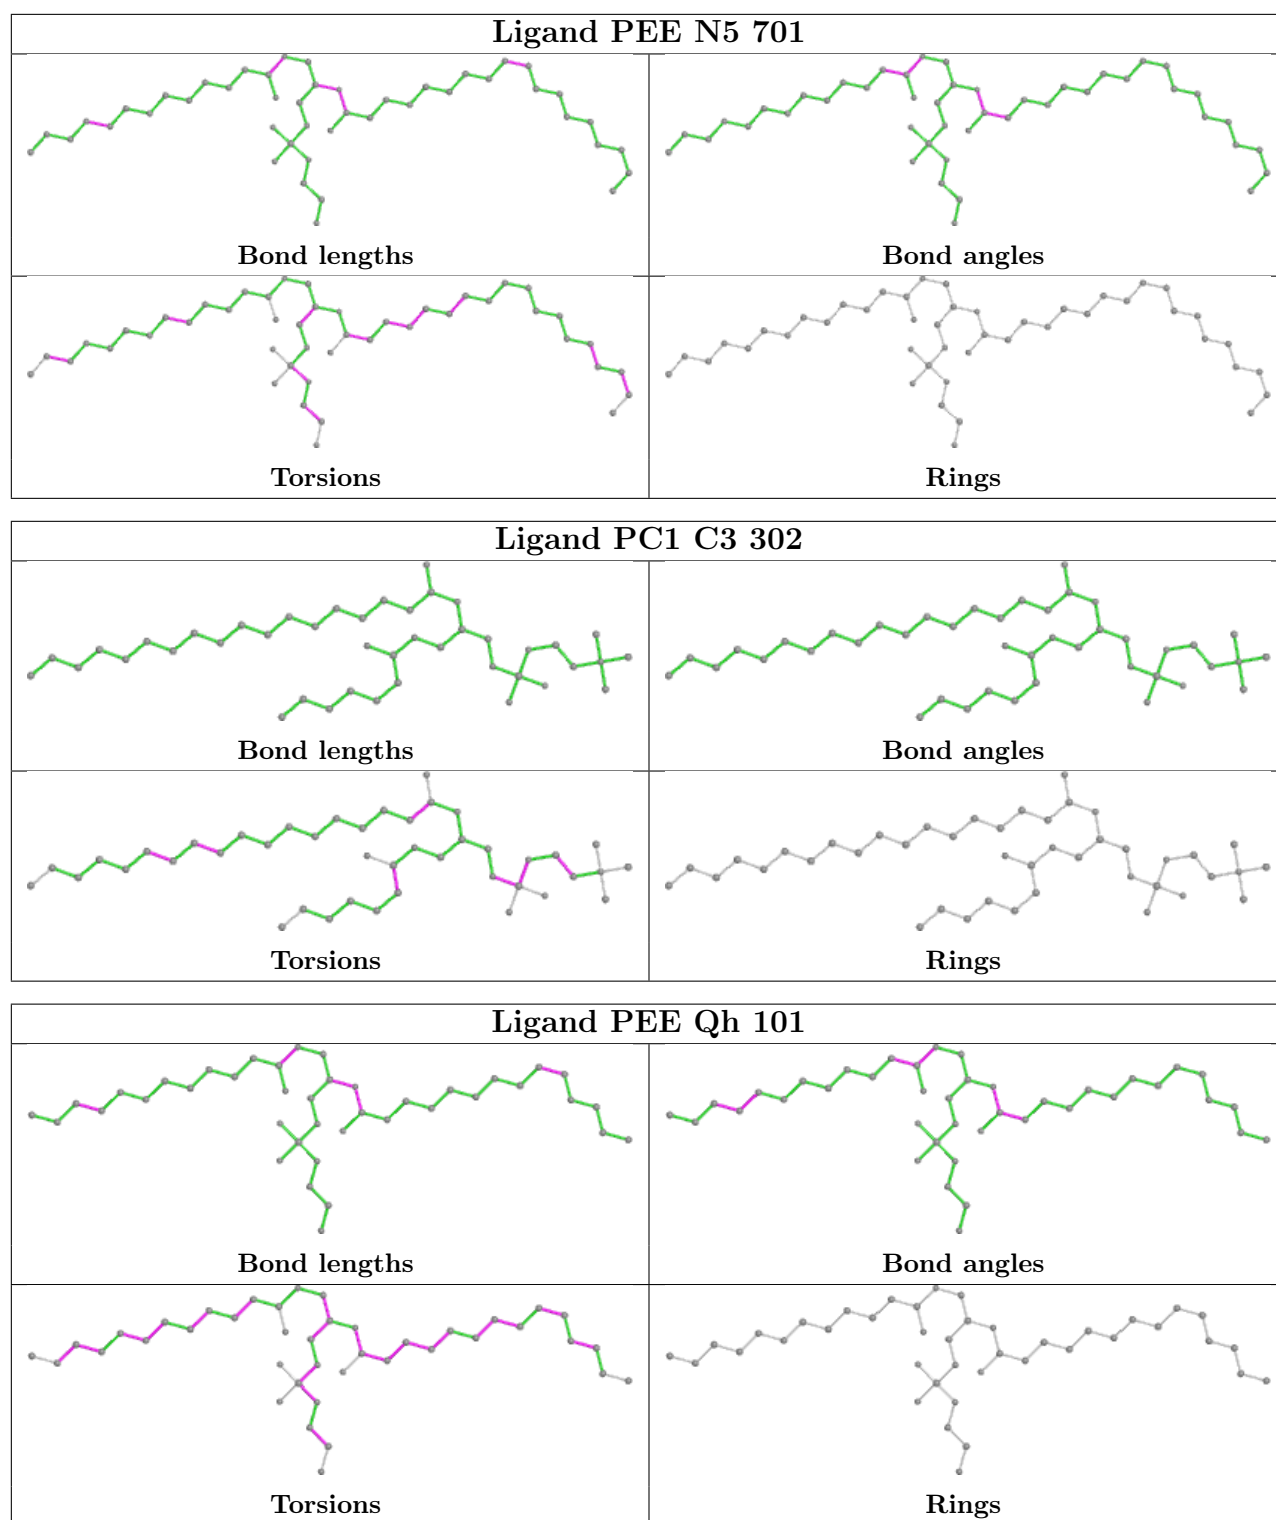 Ligand PEE N5 701
Bond lengths
Bond angles
Torsions
Rings
Ligand PC1 C3 302
Bond lengths
Bond angles
Torsions
Rings
Ligand PEE Qh 101
Bond lengths
Bond angles
Torsions
Rings